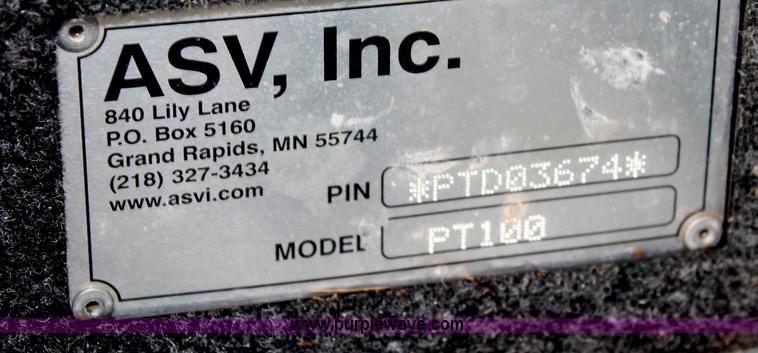 ASV, Inc.
840 Lily Lane
P.O. Box 5160
Grand Rapids, MN 55744
(218) 327-3434
www.asvi.com
PIN *PTD03674*
MODEL PT100
www.purplewave.com